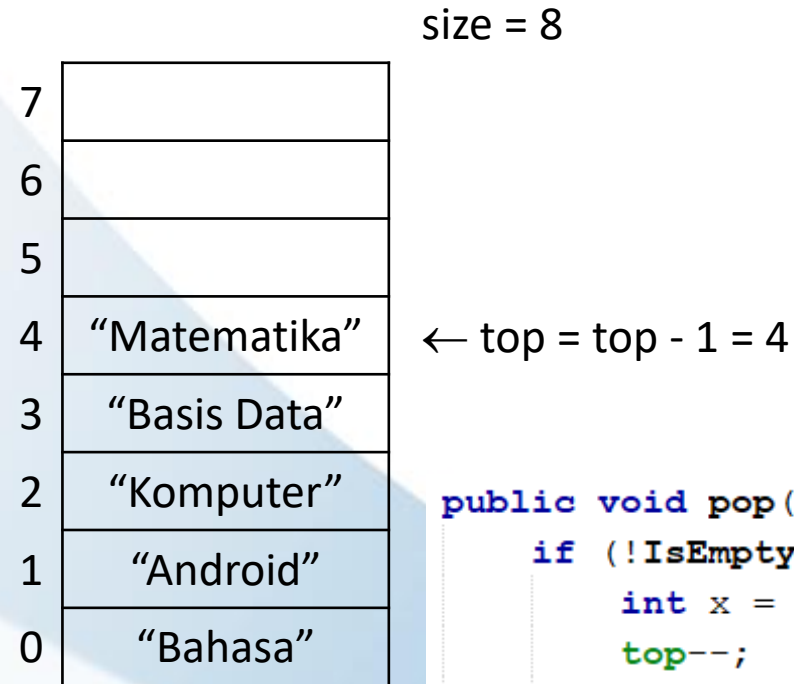 size = 8
7
6
5
4 “Matematika” ← top = top - 1 = 4
3 “Basis Data”
2 “Komputer”
1 “Android”
0 “Bahasa”
public void pop(
if (!IsEmpty
int x =
top--;